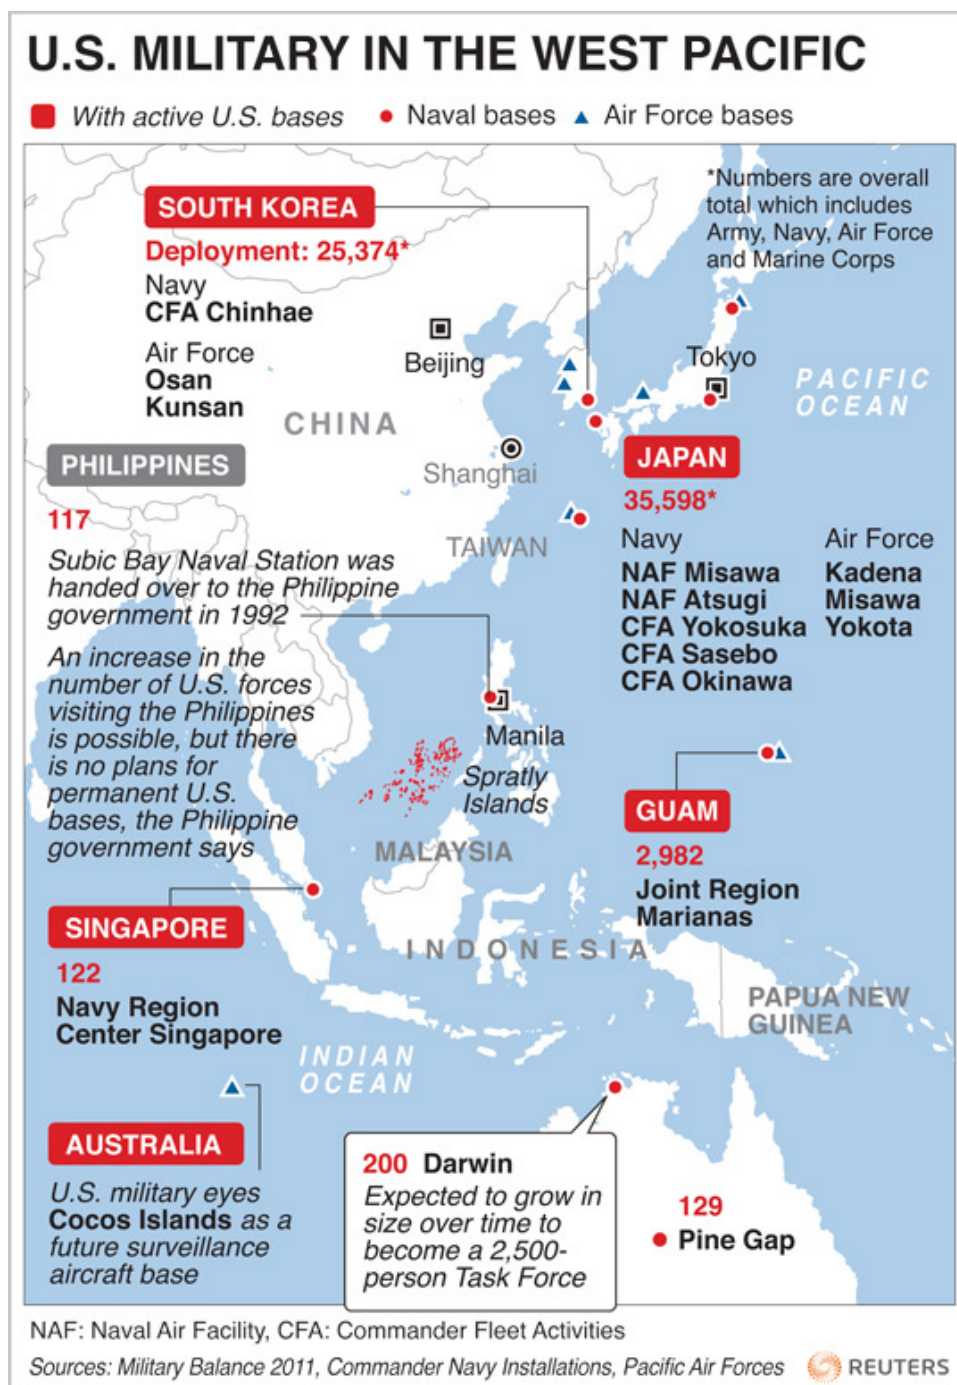 U.S. MILITARY IN THE WEST PACIFIC
With active U.S. bases
Naval bases
Air Force bases
*Numbers are overall
total which includes
Army, Navy, Air Force
and Marine Corps
SOUTH KOREA
Deployment: 25,374*
Navy
CFA Chinhae
Air Force
Osan
Kunsan
Beijing
Tokyo
PACIFIC
OCEAN
CHINA
Shanghai
TAIWAN
PHILIPPINES
117
Subic Bay Naval Station was
handed over to the Philippine
government in 1992
An increase in the
number of U.S. forces
visiting the Philippines
is possible, but there
is no plans for
permanent U.S.
bases, the Philippine
government says
JAPAN
35,598*
Navy
NAF Misawa
NAF Atsugi
CFA Yokosuka
CFA Sasebo
CFA Okinawa
Air Force
Kadena
Misawa
Yokota
Manila
Spratly
Islands
MALAYSIA
GUAM
2,982
Joint Region
Marianas
SINGAPORE
122
Navy Region
Center Singapore
INDONESIA
PAPUA NEW
GUINEA
INDIAN
OCEAN
AUSTRALIA
U.S. military eyes
Cocos Islands as a
future surveillance
aircraft base
200 Darwin
Expected to grow in
size over time to
become a 2,500-
person Task Force
129
Pine Gap
NAF: Naval Air Facility, CFA: Commander Fleet Activities
Sources: Military Balance 2011, Commander Navy Installations, Pacific Air Forces
REUTERS